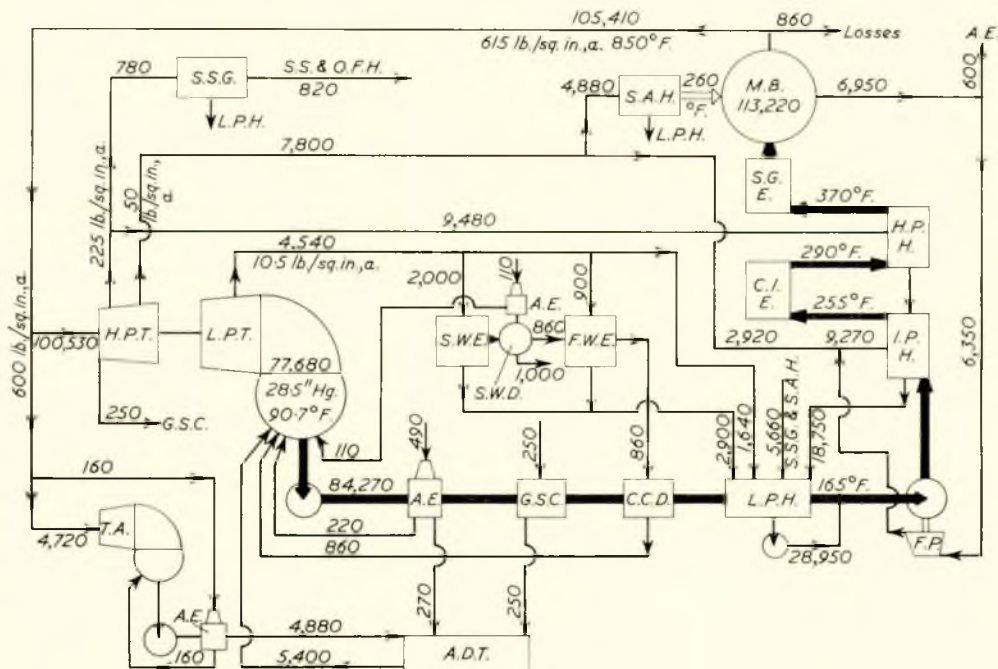 105,410
615 lb./sq.in.,a. 850°F.
860
Losses
A.E.
780
S.S.G.
S.S. & O.F.H.
820
L.P.H.
4,880
S.A.H.
260
°F.
L.P.H.
M.B.
113,220
6,950
600
7,800
225 lb/sq.in.,a.
50
lb/sq.in.,
a.
S.G.
E.
370°F.
9,480
H.P.
H.
4,540
10·5 lb/sq.in.,a.
290°F.
C.I.
E.
255°F.
2,000
110
A.E.
900
600 lb./sq.in.,a.
100,530
H.P.T.
L.P.T.
S.W.E.
860
F.W.E.
1,000
S.W.D.
2,920
9,270
I.P.
H.
6,350
77,680
28·5" Hg.
90·7°F.
250
G.S.C.
110
490
250
860
2,900
1,640
5,660
S.S.G. & S.A.H.
18,750
160
84,270
A.E.
G.S.C
C.C.D.
L.P.H.
165°F.
4,720
T.A.
220
860
28,950
F.P.
A.E.
270
250
4,880
160
5,400
A.D.T.